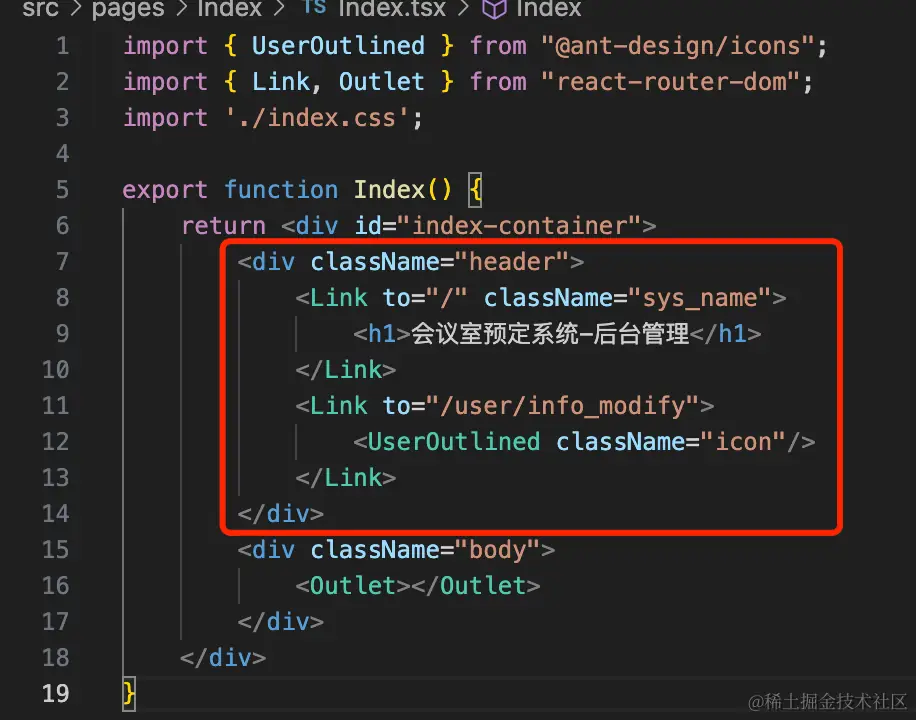 src > pages > Index > TS Index.tsx > Index
1 import { UserOutlined } from "@ant-design/icons";
2 import { Link, Outlet } from "react-router-dom";
3 import './index.css';
4
5 export function Index() {
6     return <div id="index-container">
7         <div className="header">
8             <Link to="/" className="sys_name">
9                 <h1>会议室预定系统-后台管理</h1>
10             </Link>
11             <Link to="/user/info_modify">
12                 <UserOutlined className="icon"/>
13             </Link>
14         </div>
15         <div className="body">
16             <Outlet></Outlet>
17         </div>
18     </div>
19 }
@稀土掘金技术社区